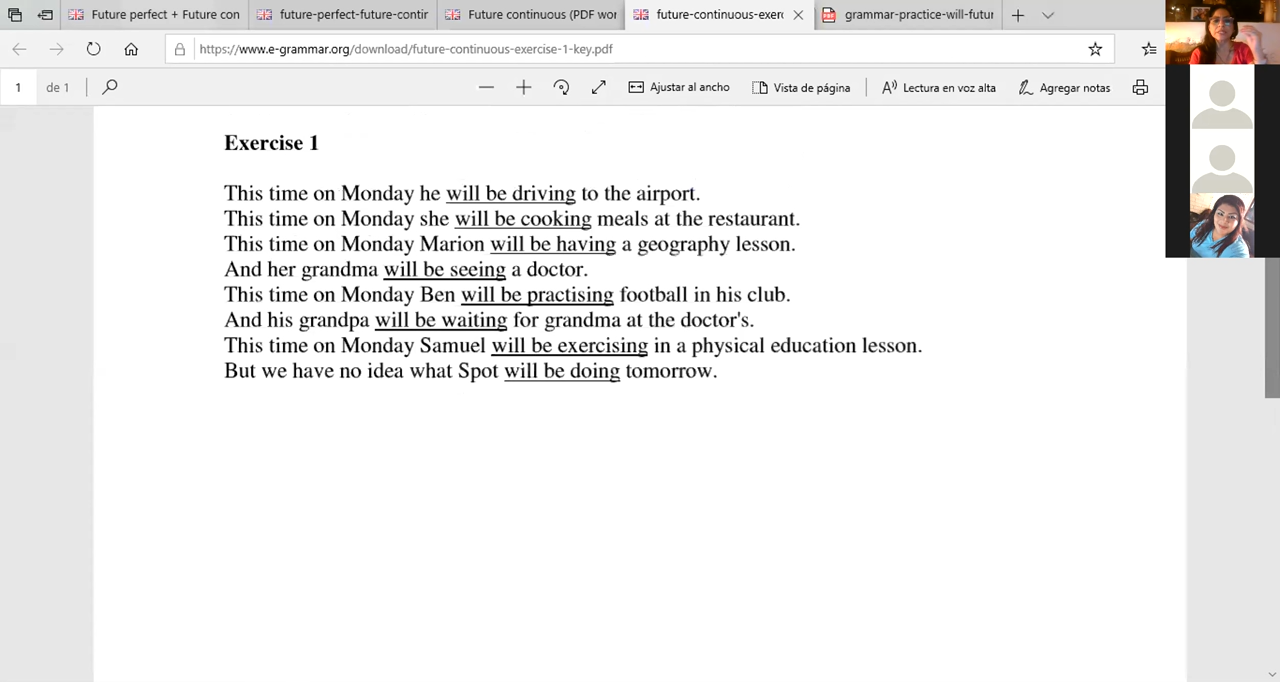 Future perfect + Future con
future-perfect-future-contir
Future continuous (PDF wor
future-continuous-exerc
grammar-practice-will-futur
https://www.e-grammar.org/download/future-continuous-exercise-1-key.pdf
1 de 1
Ajustar al ancho
Vista de página
Lectura en voz alta
Agregar notas
Exercise 1
This time on Monday he will be driving to the airport.
This time on Monday she will be cooking meals at the restaurant.
This time on Monday Marion will be having a geography lesson.
And her grandma will be seeing a doctor.
This time on Monday Ben will be practising football in his club.
And his grandpa will be waiting for grandma at the doctor's.
This time on Monday Samuel will be exercising in a physical education lesson.
But we have no idea what Spot will be doing tomorrow.